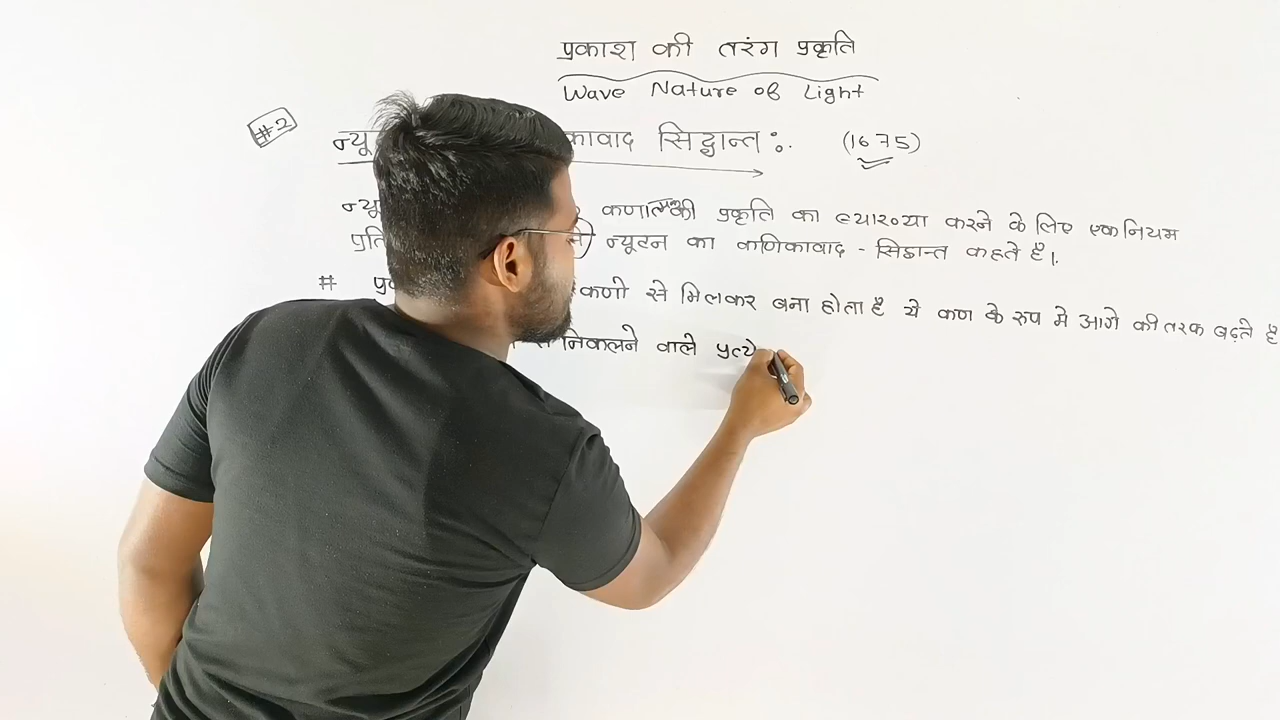 प्रकाश की तरंग प्रकृति
Wave Nature of Light
#2
कावाद सिद्धान्त :. (1675)
न्यू कणात्मक की प्रकृति का व्याख्या करने के लिए एक नियम
प्रति न्यूटन का कणिकावाद - सिद्धान्त कहते है।.
# कणो से मिलकर बना होता है ये कण के रुप मे आगे की तरफ बढ़ते है
निकलने वाले प्रत्ये